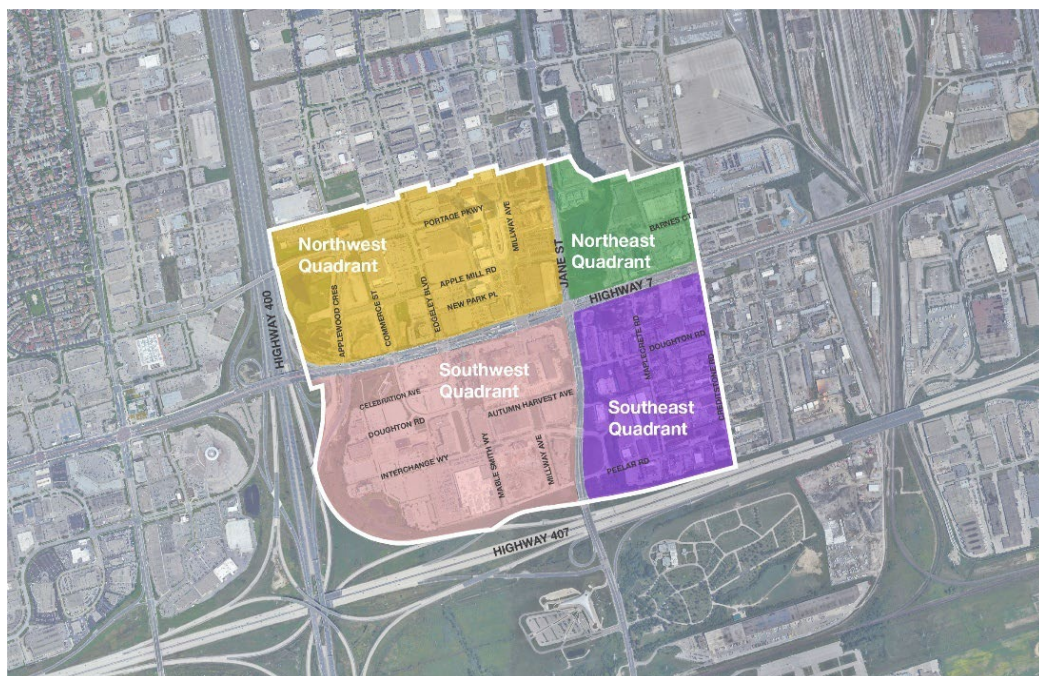 PORTAGE PKWY
MILLWAY AVE
BARNES CT
Northwest
Quadrant
Northeast
Quadrant
JANE ST
APPLE MILL RD
HIGHWAY 7
NEW PARK PL
EDGELEY BLVD
COMMERCE ST
APPLEWOOD CRES
HIGHWAY 400
MAPLECRETE RD
DOUGHTON RD
CREDITSTONE RD
Southwest
Quadrant
CELEBRATION AVE
AUTUMN HARVEST AVE
DOUGHTON RD
Southeast
Quadrant
INTERCHANGE WY
MABLE SMITH WY
MILLWAY AVE
PEELAR RD
HIGHWAY 407